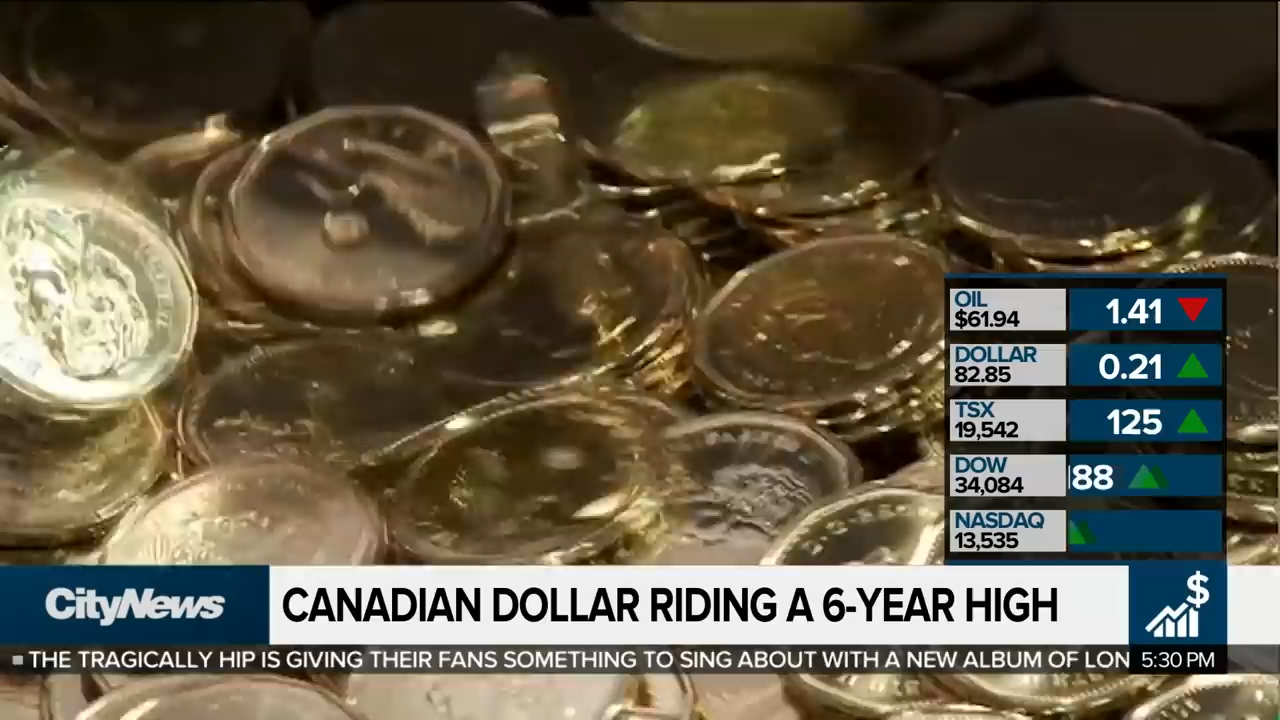 OIL
$61.94
1.41
DOLLAR
82.85
0.21
TSX
19,542
125
DOW
34,084
88
NASDAQ
13,535
CityNews
CANADIAN DOLLAR RIDING A 6-YEAR HIGH
$
THE TRAGICALLY HIP IS GIVING THEIR FANS SOMETHING TO SING ABOUT WITH A NEW ALBUM OF LON
5:30 PM